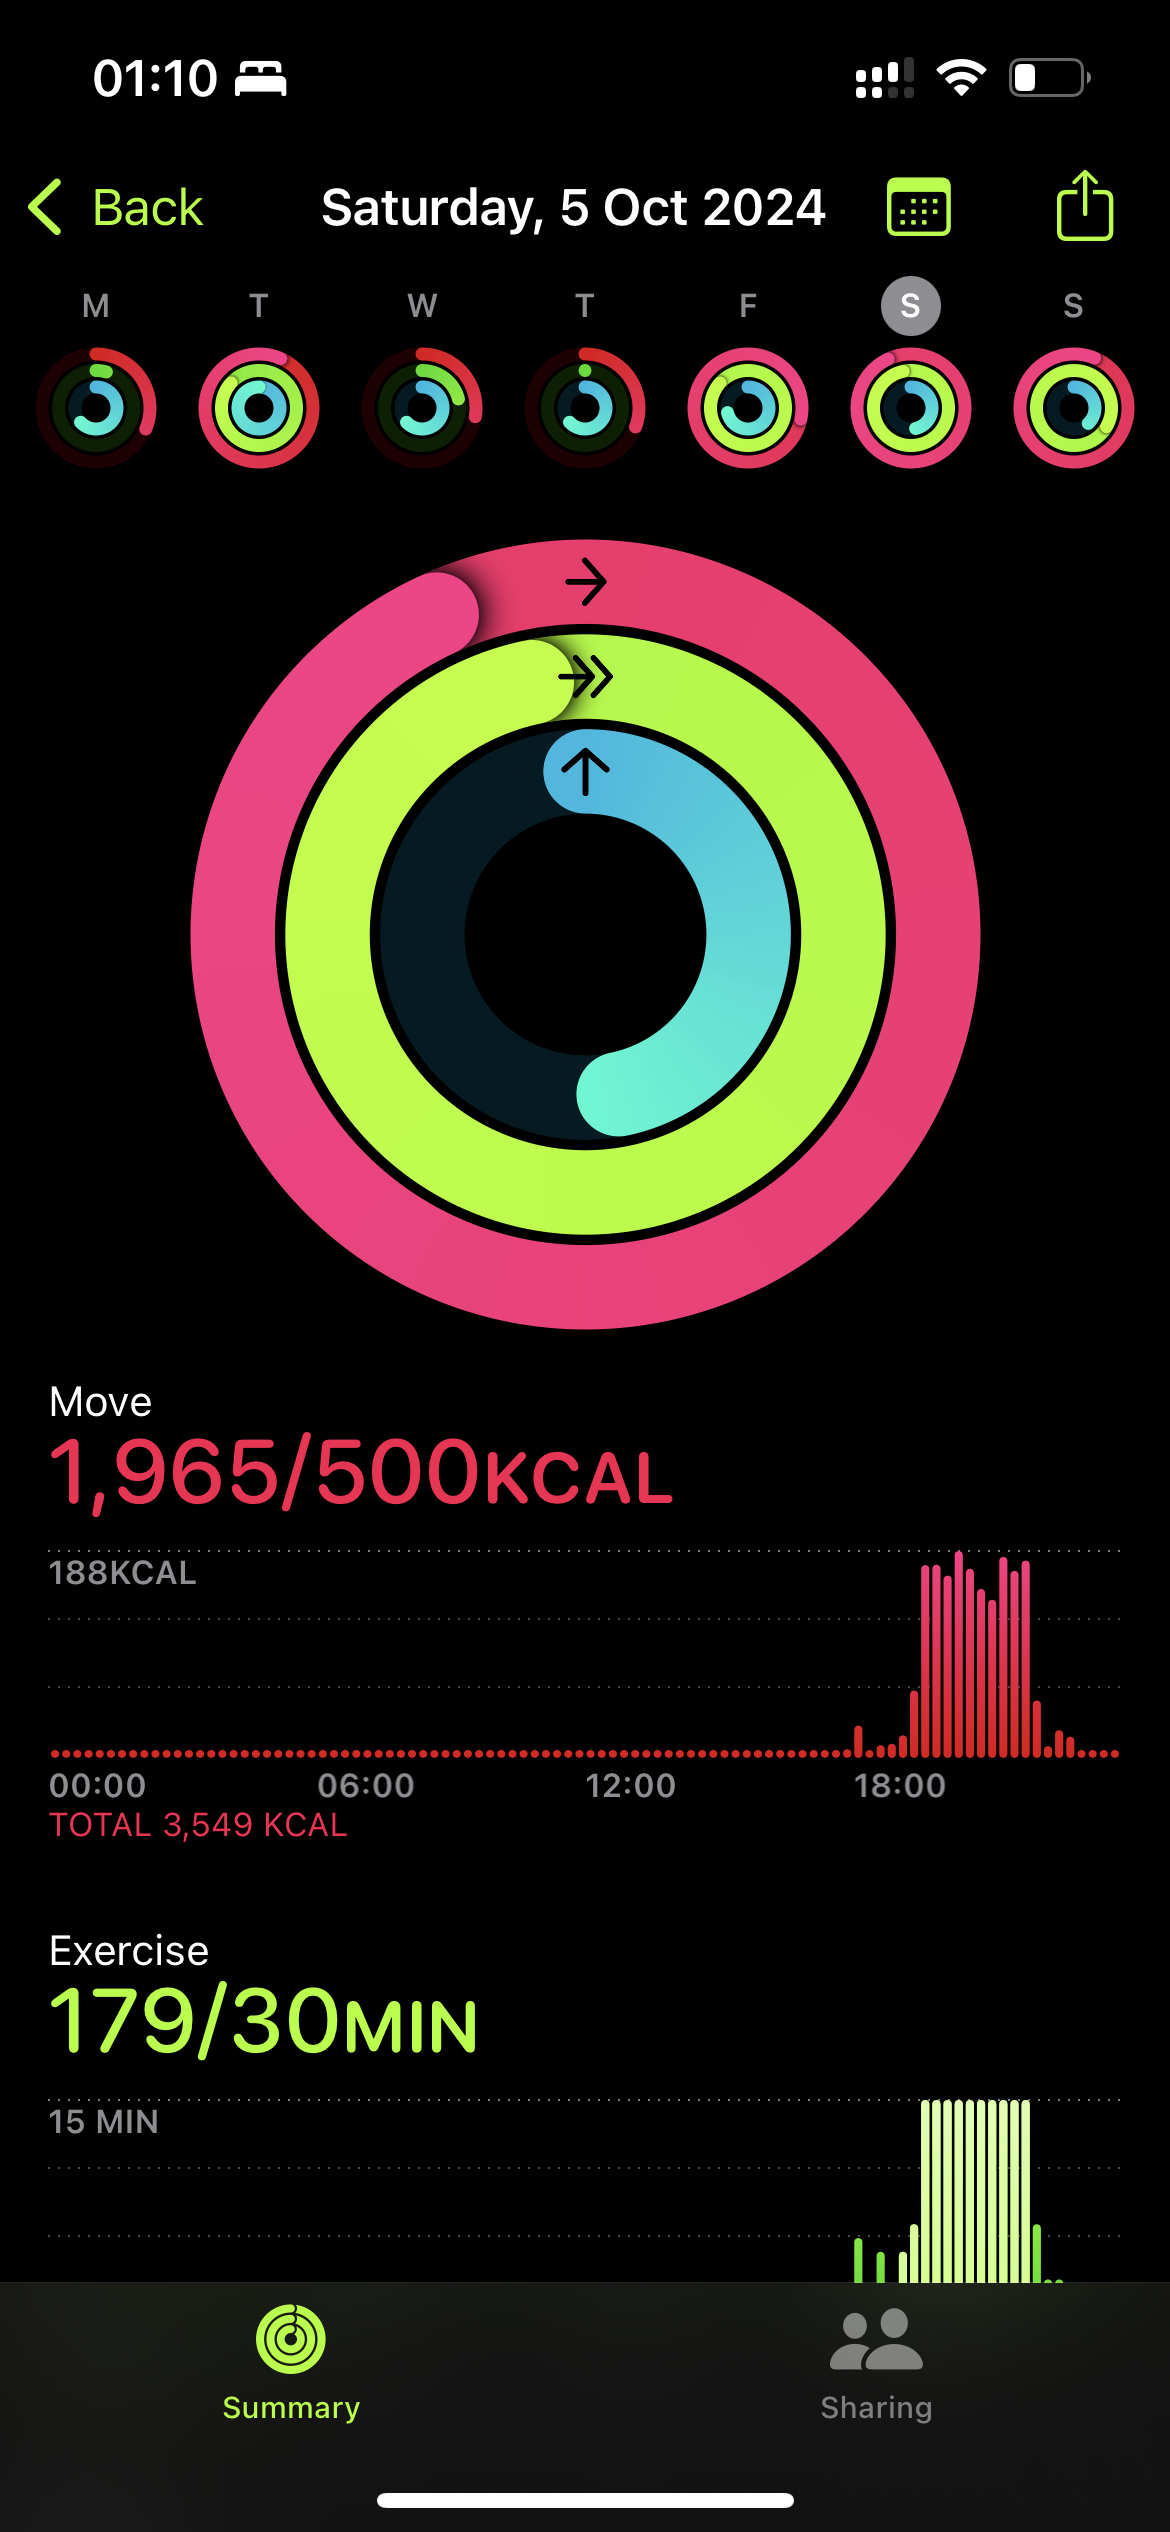 01:10
Back Saturday, 5 Oct 2024
M T W T F S S
Move
1,965/500KCAL
188KCAL
00:00 06:00 12:00 18:00
TOTAL 3,549 KCAL
Exercise
179/30MIN
15 MIN
Summary Sharing